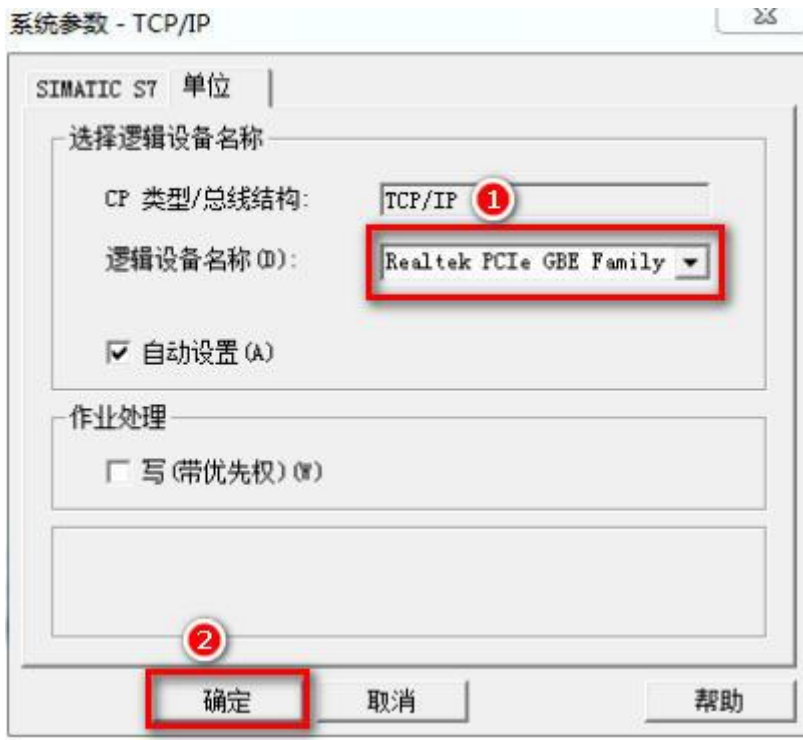 系统参数 - TCP/IP
SIMATIC S7 单位
选择逻辑设备名称
CP 类型/总线结构: TCP/IP 1
逻辑设备名称(D): Realtek PCIe GBE Family
自动设置(A)
作业处理
写(带优先权)(W)
2
确定 取消 帮助